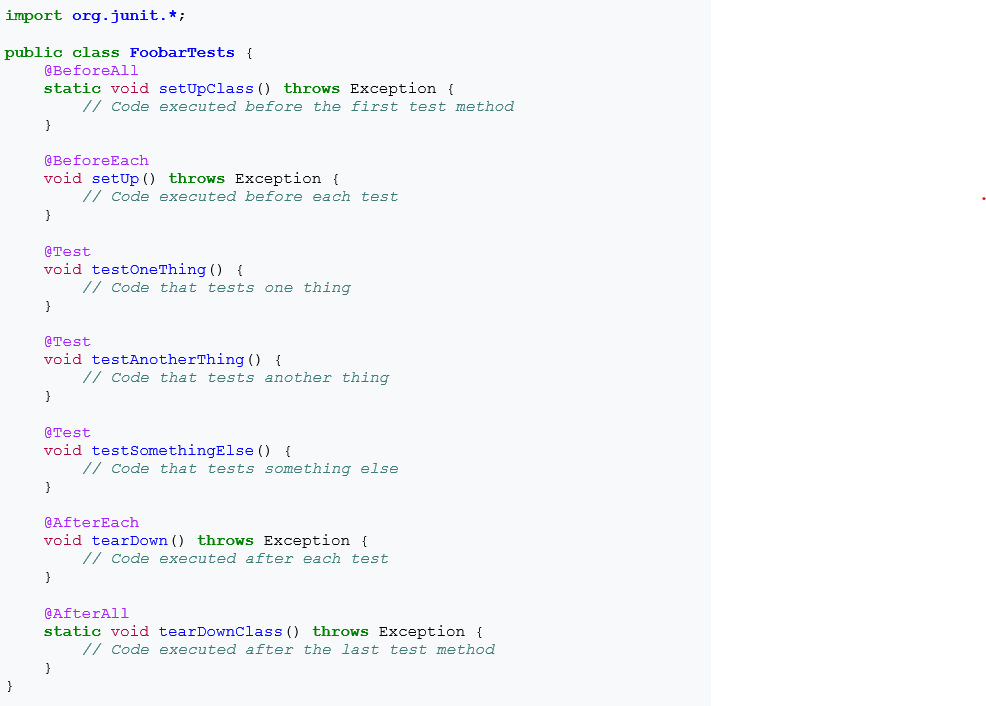 import org.junit.*;

public class FoobarTests {
    @BeforeAll
    static void setUpClass() throws Exception {
        // Code executed before the first test method
    }

    @BeforeEach
    void setUp() throws Exception {
        // Code executed before each test
    }

    @Test
    void testOneThing() {
        // Code that tests one thing
    }

    @Test
    void testAnotherThing() {
        // Code that tests another thing
    }

    @Test
    void testSomethingElse() {
        // Code that tests something else
    }

    @AfterEach
    void tearDown() throws Exception {
        // Code executed after each test
    }

    @AfterAll
    static void tearDownClass() throws Exception {
        // Code executed after the last test method
    }
}